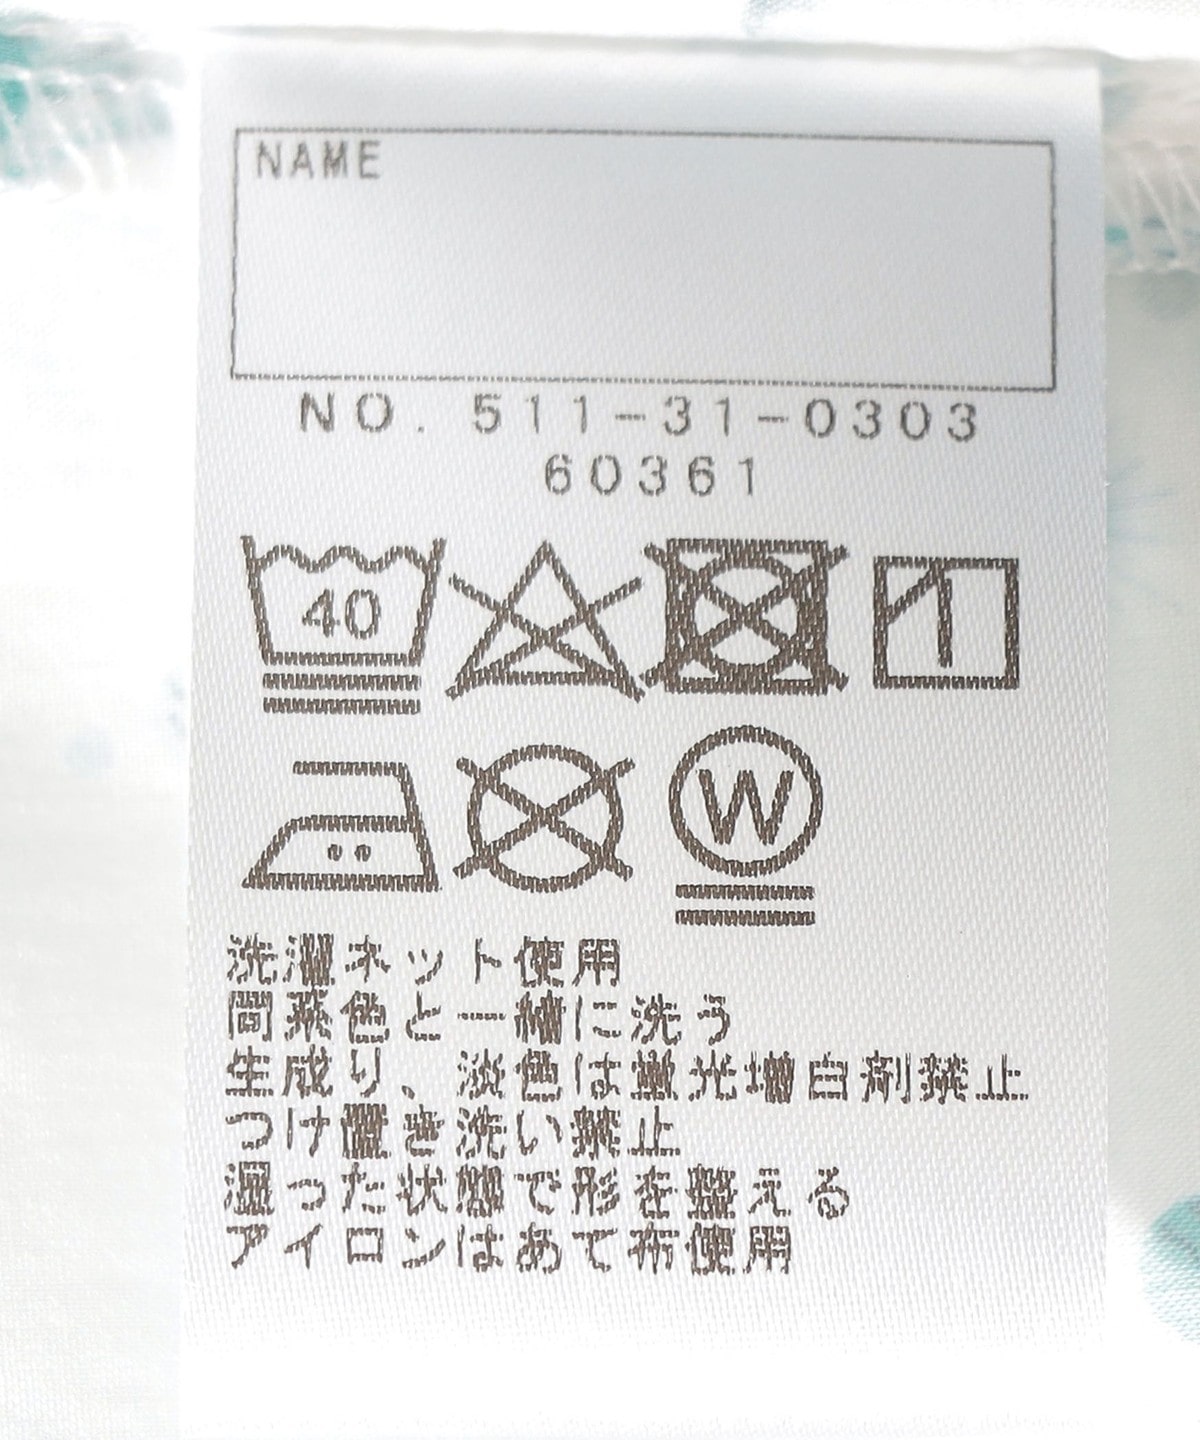 NAME
NO. 511-31-0303
60361
40
W
洗濯ネット使用
同系色と一緒に洗う
生成り、淡色は蛍光増白剤禁止
つけ置き洗い禁止
湿った状態で形を整える
アイロンはあて布使用